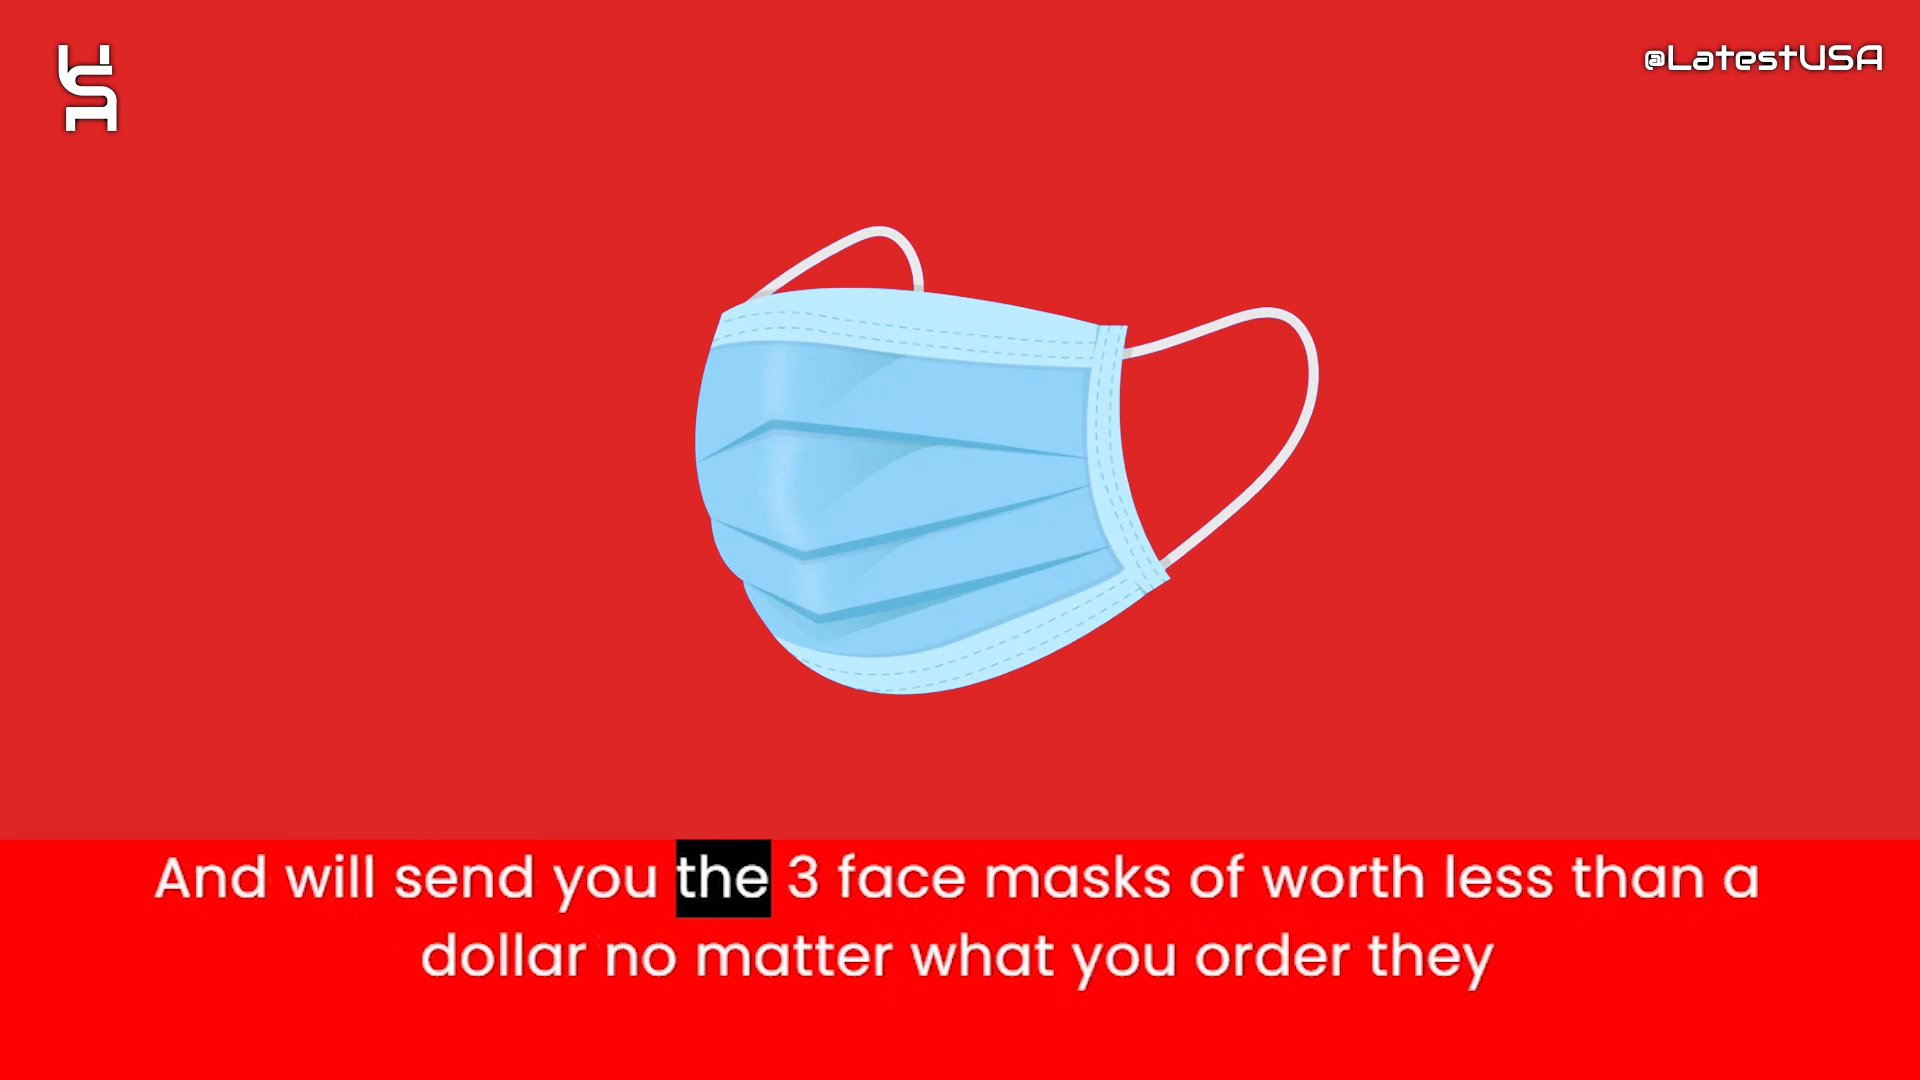 USA
@LatestUSA
And will send you the 3 face masks of worth less than a
dollar no matter what you order they